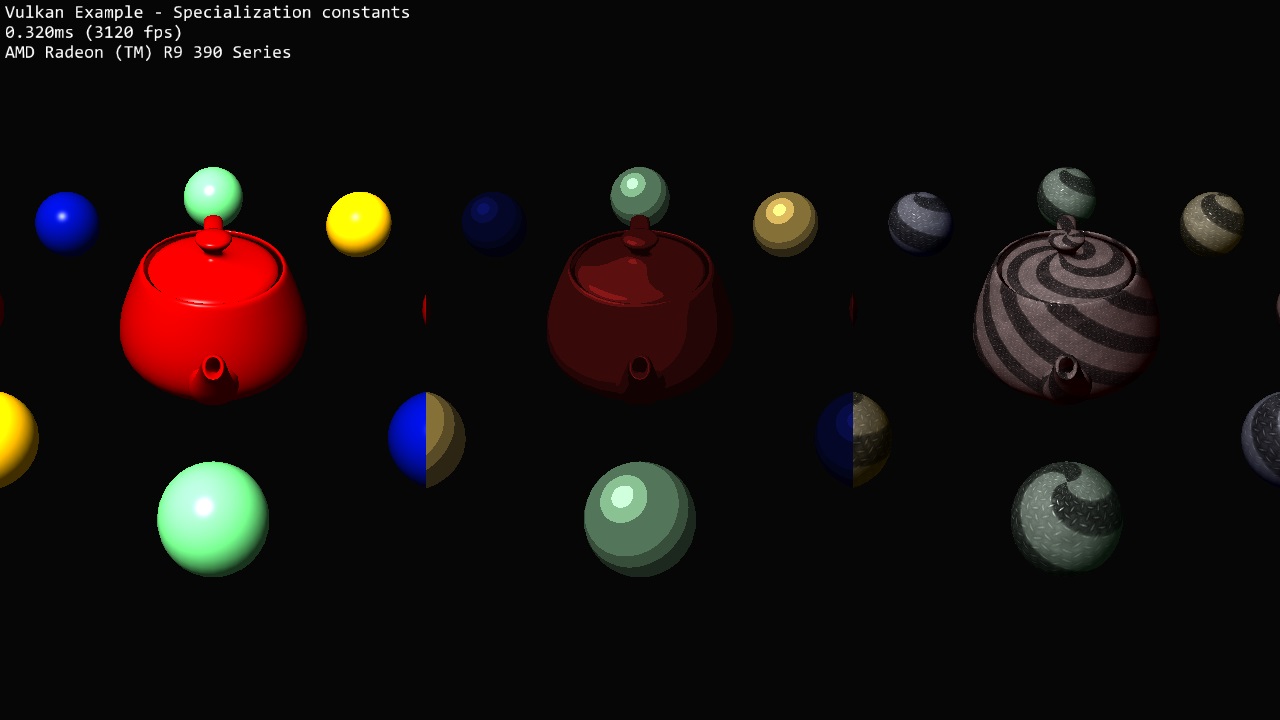 Vulkan Example - Specialization constants
0.320ms (3120 fps)
AMD Radeon (TM) R9 390 Series